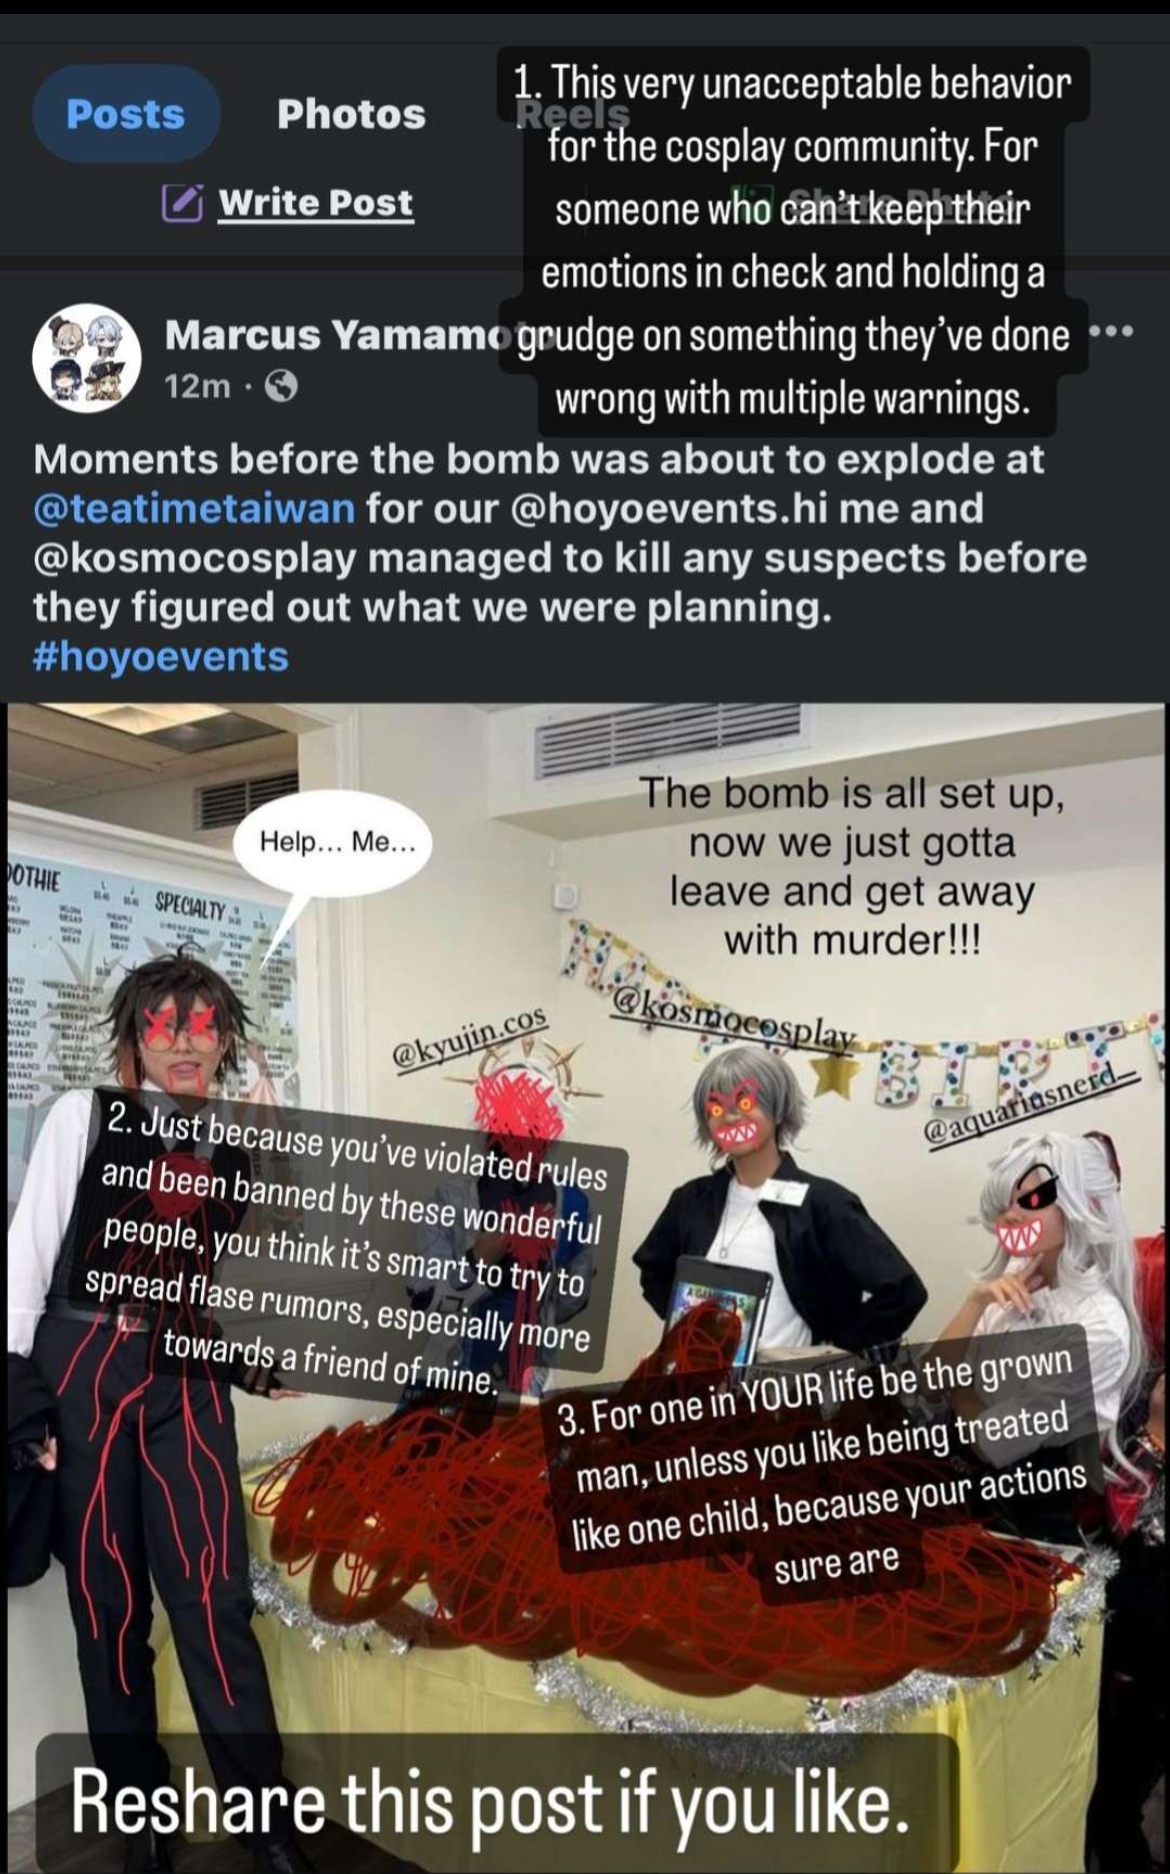 Posts
Photos
Reels
Write Post
Share Photo
1. This very unacceptable behavior
for the cosplay community. For
someone who can't keep their
emotions in check and holding a
grudge on something they've done
wrong with multiple warnings.
Marcus Yamamo
12m
Moments before the bomb was about to explode at
@teatimetaiwan for our @hoyoevents.hi me and
@kosmocosplay managed to kill any suspects before
they figured out what we were planning.
#hoyoevents
The bomb is all set up,
now we just gotta
leave and get away
with murder!!!
Help... Me...
OOTHIE
SPECIALTY
@kyujin.cos
@kosmocosplay
@aquariusnerd_
2. Just because you've violated rules
and been banned by these wonderful
people, you think it's smart to try to
spread flase rumors, especially more
towards a friend of mine.
3. For one in YOUR life be the grown
man, unless you like being treated
like one child, because your actions
sure are
Reshare this post if you like.